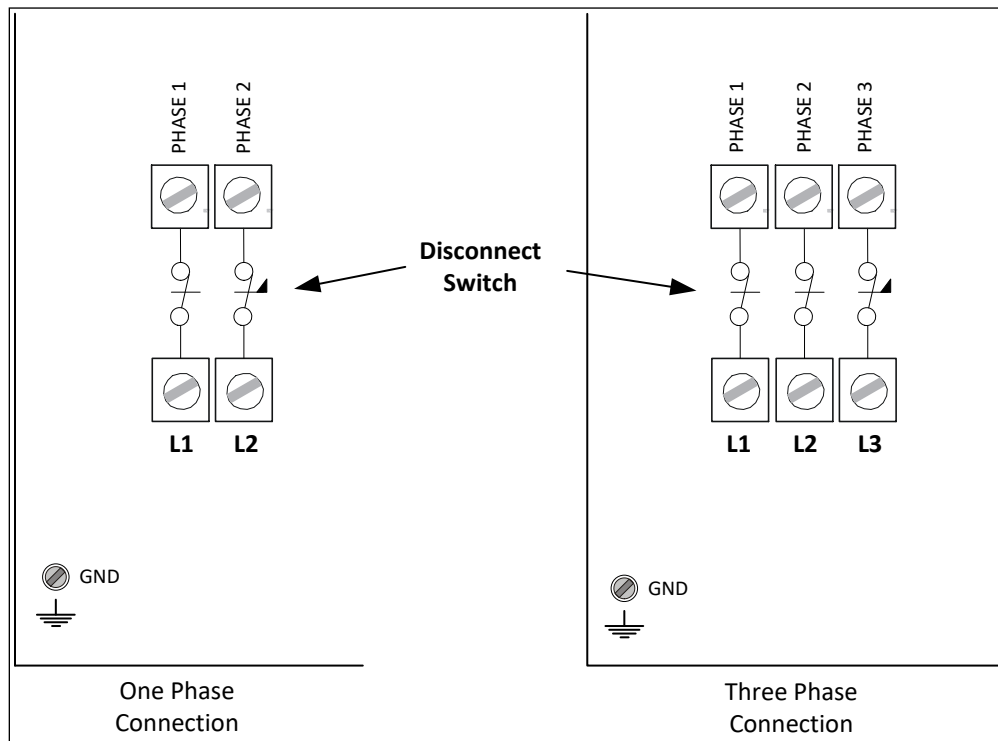 PHASE 1
PHASE 2
L1
L2
GND
One Phase
Connection
Disconnect
Switch
PHASE 1
PHASE 2
PHASE 3
L1
L2
L3
GND
Three Phase
Connection